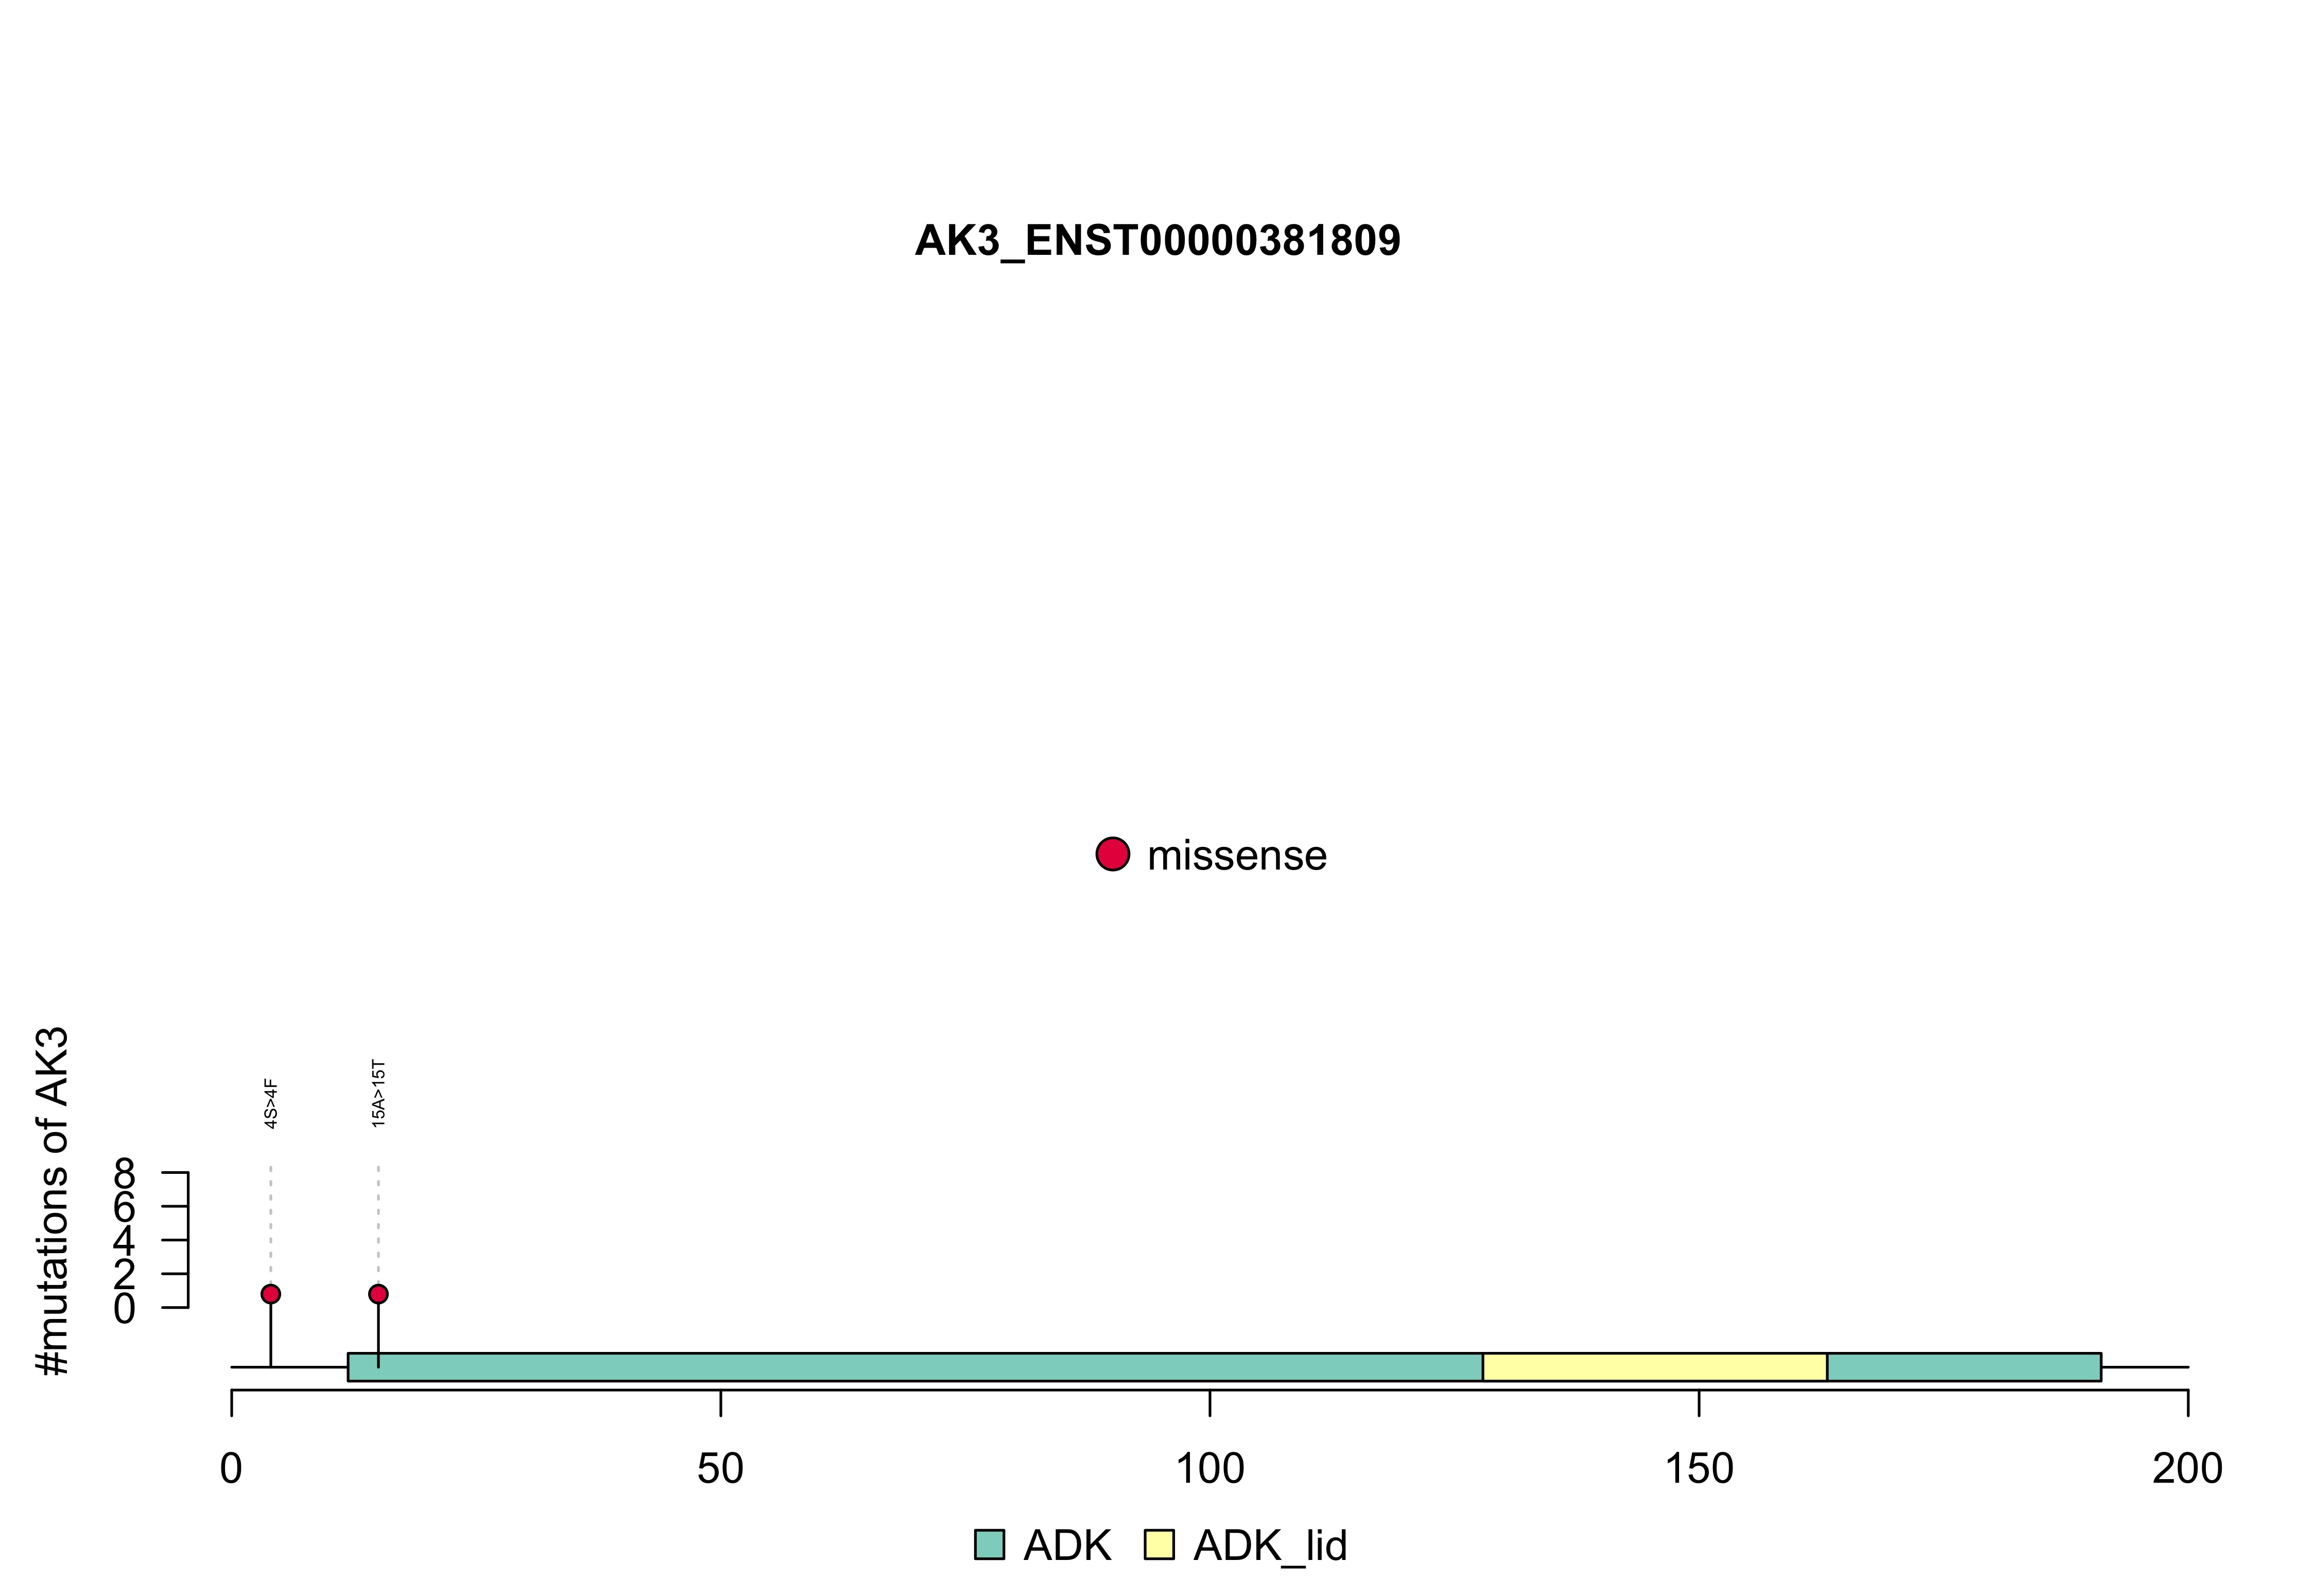 AK3_ENST00000381809
missense
#mutations of AK3
4S>4F
15A>15T
8
6
4
2
0
0 50 100 150 200
ADK ADK_lid